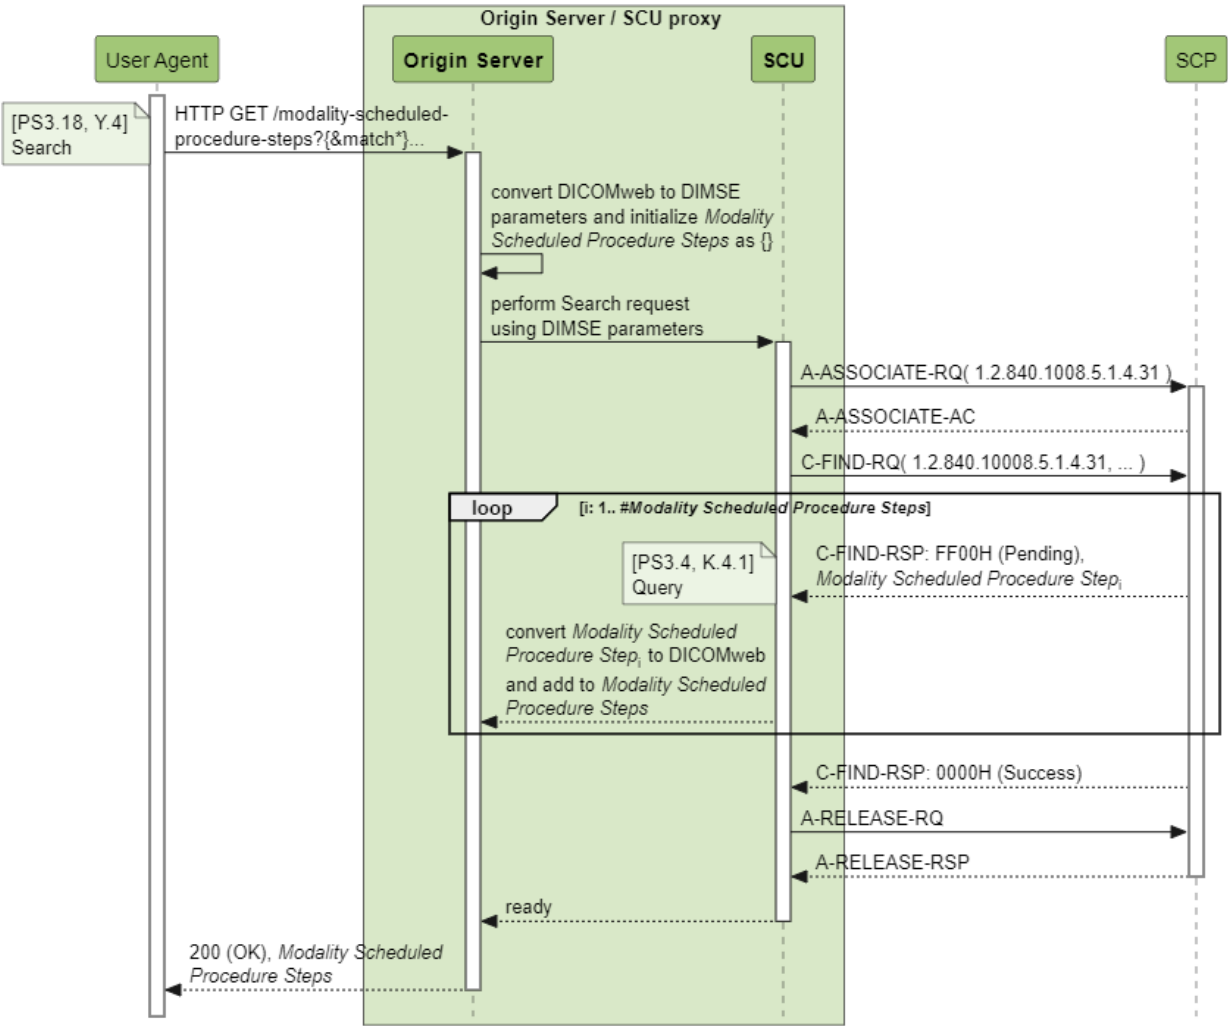 Origin Server / SCU proxy
User Agent
Origin Server
SCU
SCP
[PS3.18, Y.4]
Search
HTTP GET /modality-scheduled-
procedure-steps?{&match*}...
convert DICOMweb to DIMSE
parameters and initialize Modality
Scheduled Procedure Steps as {}
perform Search request
using DIMSE parameters
A-ASSOCIATE-RQ( 1.2.840.1008.5.1.4.31 )
A-ASSOCIATE-AC
C-FIND-RQ( 1.2.840.10008.5.1.4.31, ... )
loop
[i: 1.. #Modality Scheduled Procedure Steps]
C-FIND-RSP: FF00H (Pending),
Modality Scheduled Procedure Stepi
[PS3.4, K.4.1]
Query
convert Modality Scheduled
Procedure Stepi to DICOMweb
and add to Modality Scheduled
Procedure Steps
C-FIND-RSP: 0000H (Success)
A-RELEASE-RQ
A-RELEASE-RSP
ready
200 (OK), Modality Scheduled
Procedure Steps